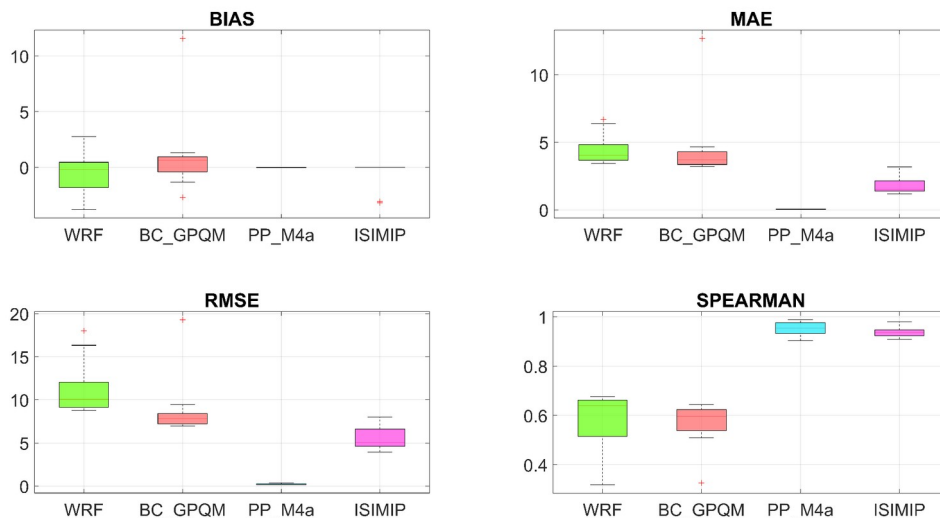 BIAS
10
5
0
WRF BC_GPQM PP_M4a ISIMIP
MAE
10
5
0
WRF BC_GPQM PP_M4a ISIMIP
RMSE
20
15
10
5
0
WRF BC_GPQM PP_M4a ISIMIP
SPEARMAN
1
0.8
0.6
0.4
WRF BC_GPQM PP_M4a ISIMIP